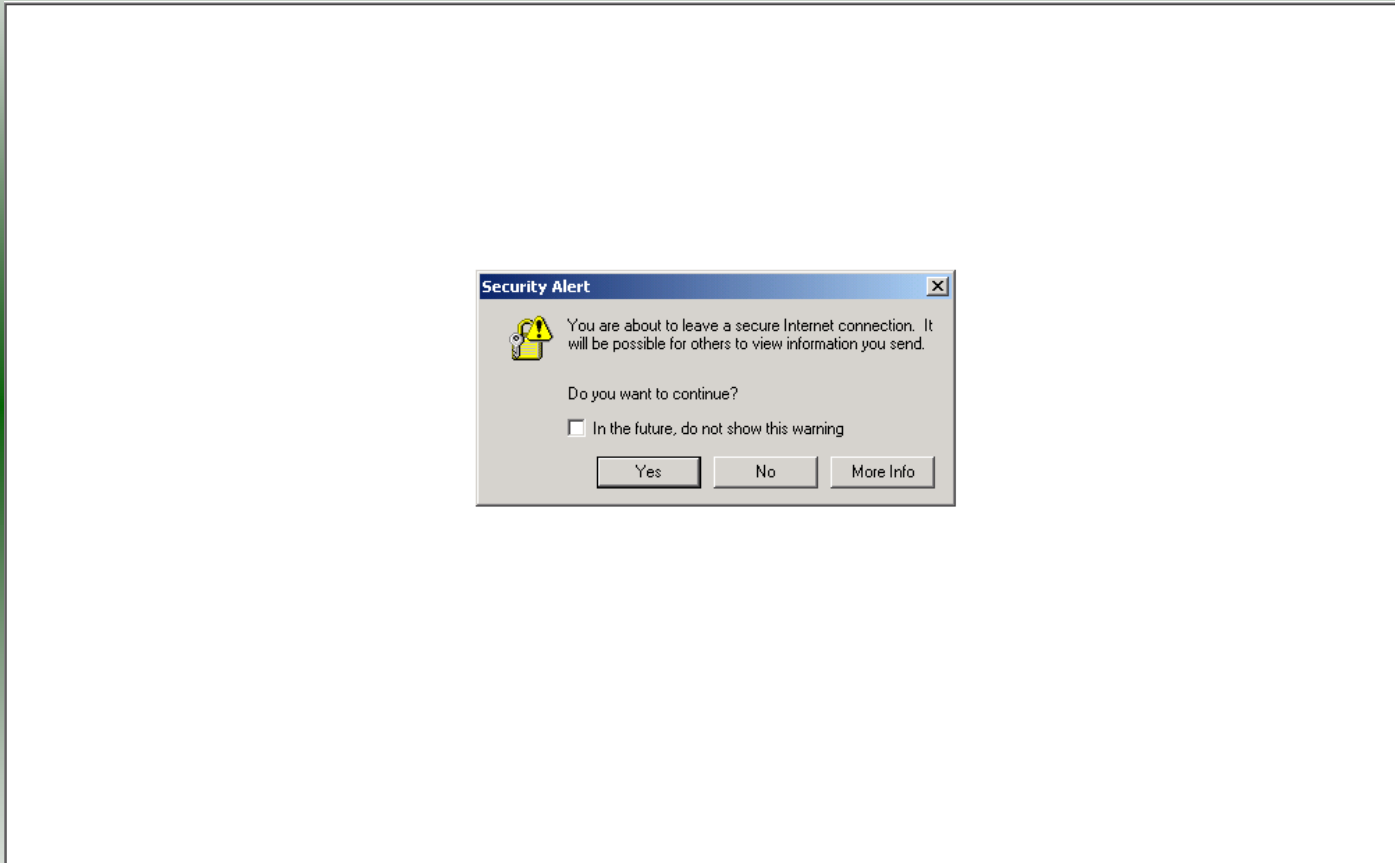 Security Alert
You are about to leave a secure Internet connection.  It
will be possible for others to view information you send.
Do you want to continue?
In the future, do not show this warning
Yes No More Info